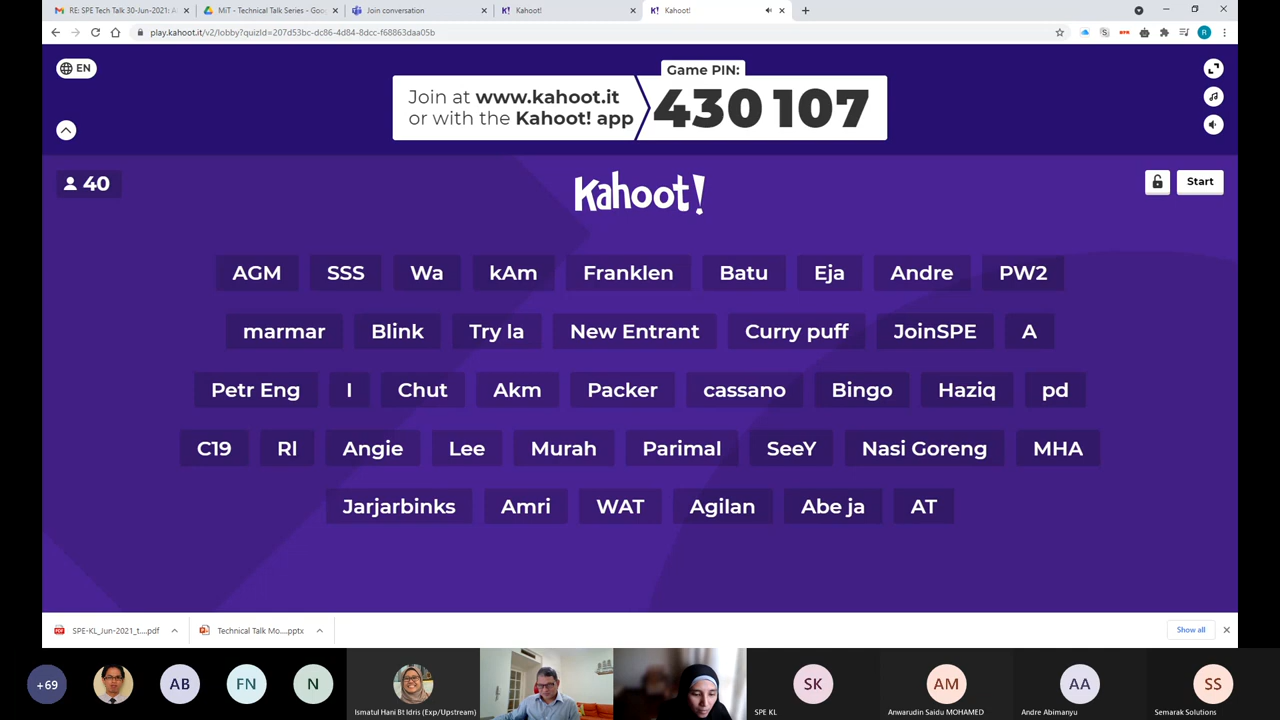 RE: SPE Tech Talk 30-Jun-2021: A
MiT - Technical Talk Series - Goo
Join conversation
Kahoot!
Kahoot!
play.kahoot.it/v2/lobby?quizId=207d53bc-dc86-4d84-8dcc-f68863daa05b
R
EN
Game PIN:
Join at www.kahoot.it
or with the Kahoot! app
430 107
40
Kahoot!
Start
AGM SSS Wa kAm Franklen Batu Eja Andre PW2
marmar Blink Try la New Entrant Curry puff JoinSPE A
Petr Eng I Chut Akm Packer cassano Bingo Haziq pd
C19 Rl Angie Lee Murah Parimal SeeY Nasi Goreng MHA
Jarjarbinks Amri WAT Agilan Abe ja AT
SPE-KL_Jun-2021_t....pdf
Technical Talk Mo....pptx
Show all
+69
AB
FN
N
Ismatul Hani Bt Idris (Exp/Upstream)
SK
SPE KL
AM
Anwarudin Saidu MOHAMED
AA
Andre Abimanyu
SS
Semarak Solutions